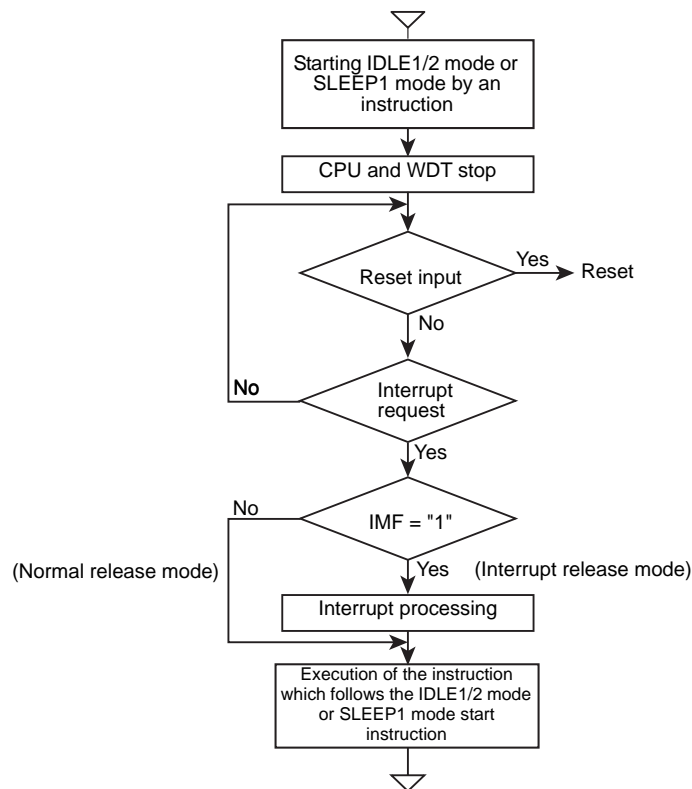 Starting IDLE1/2 mode or
SLEEP1 mode by an
instruction
CPU and WDT stop
Reset input
Yes
Reset
No
Interrupt
request
No
Yes
IMF = "1"
No
(Normal release mode)
Yes
(Interrupt release mode)
Interrupt processing
Execution of the instruction
which follows the IDLE1/2 mode
or SLEEP1 mode start
instruction